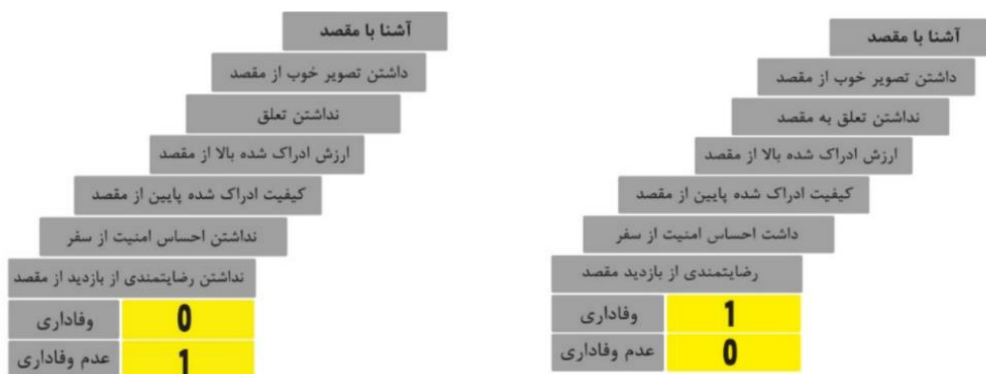 آشنا با مقصد
داشتن تصویر خوب از مقصد
نداشتن تعلق به مقصد
ارزش ادراک شده بالا از مقصد
کیفیت ادراک شده پایین از مقصد
داشت احساس امنیت از سفر
رضایتمندی از بازدید مقصد
وفاداری 1
عدم وفاداری 0
آشنا با مقصد
داشتن تصویر خوب از مقصد
نداشتن تعلق
ارزش ادراک شده بالا از مقصد
کیفیت ادراک شده پایین از مقصد
نداشتن احساس امنیت از سفر
نداشتن رضایتمندی از بازدید از مقصد
وفاداری 0
عدم وفاداری 1